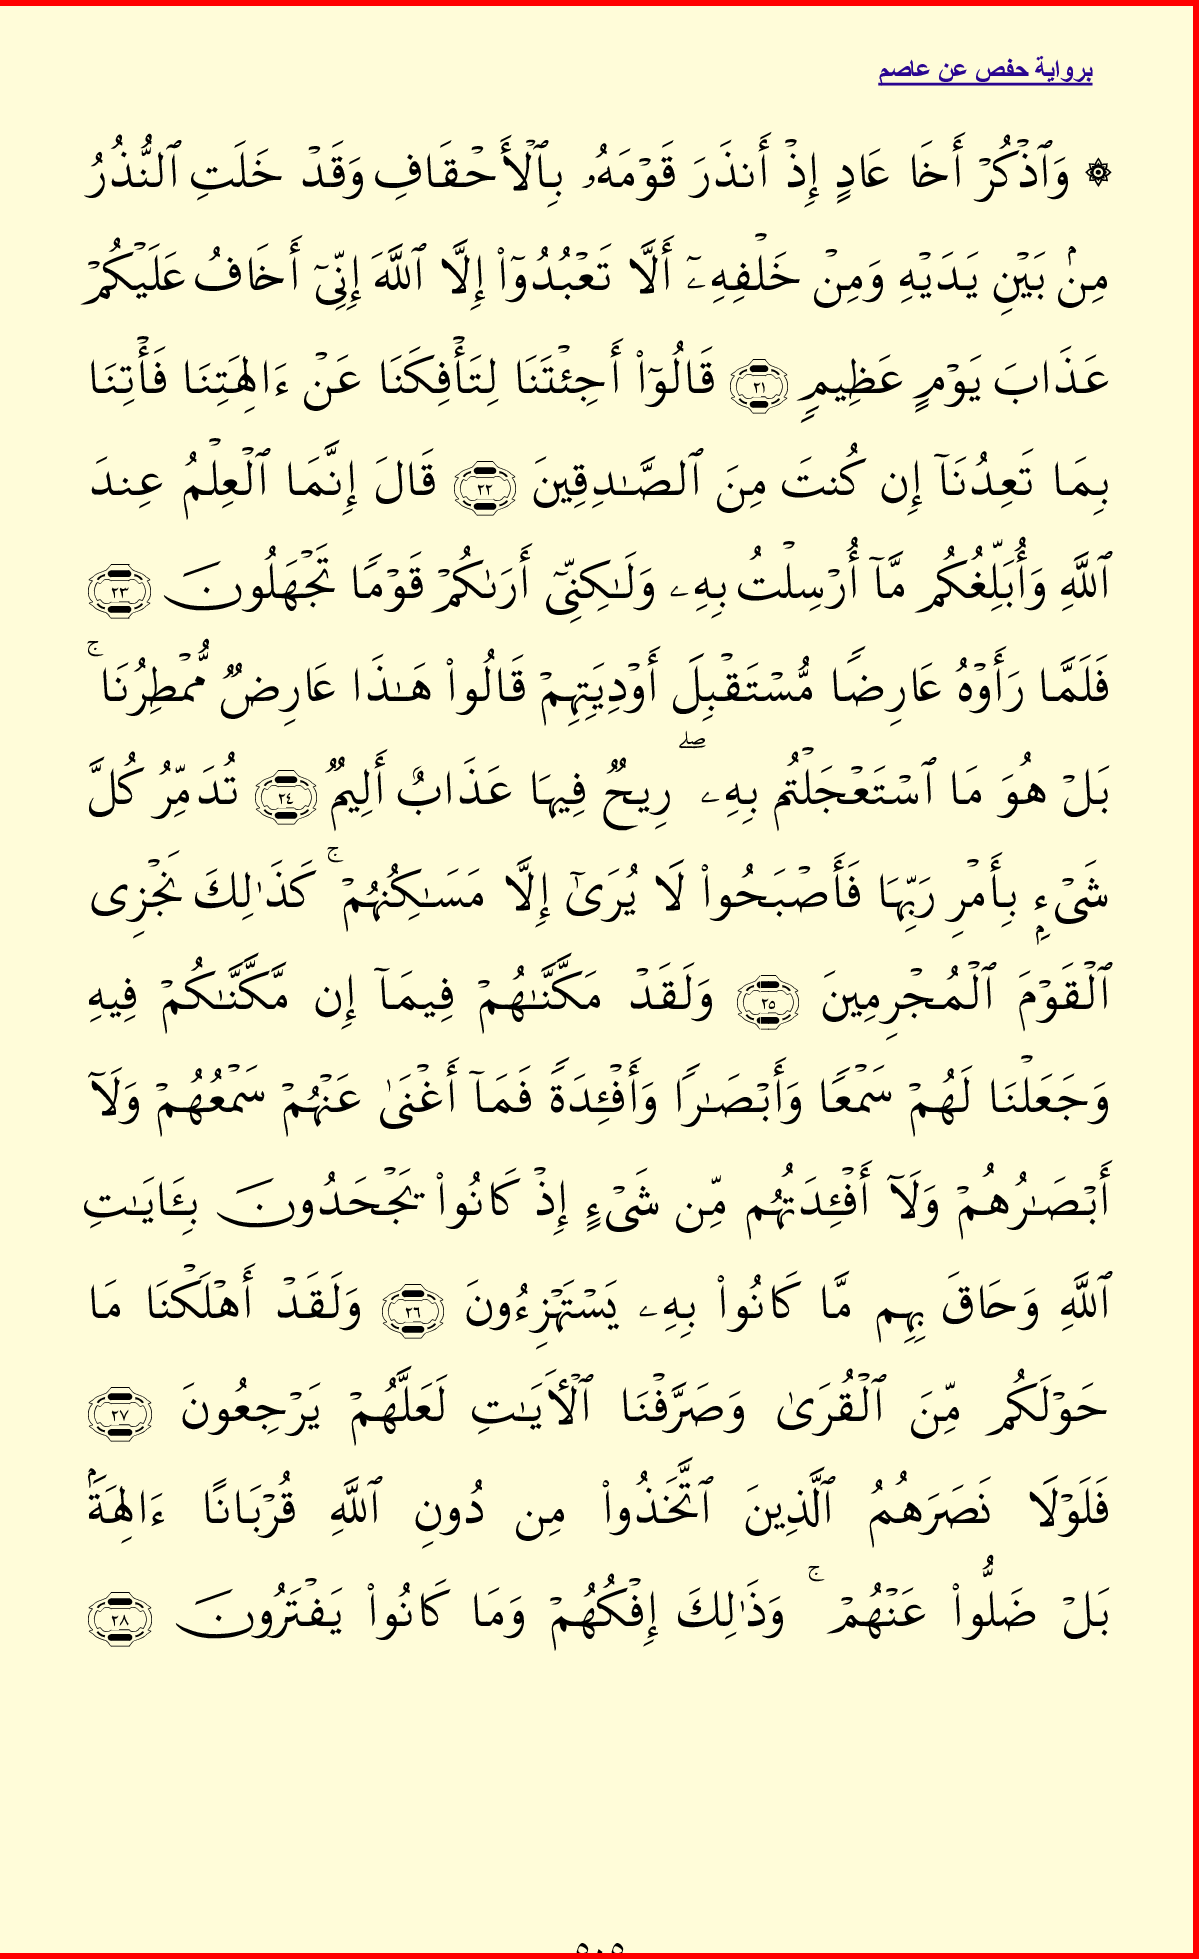 برواية حفص عن عاصم
۞ وَٱذۡكُرۡ أَخَا عَادٍ إِذۡ أَنذَرَ قَوۡمَهُۥ بِٱلۡأَحۡقَافِ وَقَدۡ خَلَتِ ٱلنُّذُرُ
مِنۢ بَيۡنِ يَدَيۡهِ وَمِنۡ خَلۡفِهِۦٓ أَلَّا تَعۡبُدُوٓاْ إِلَّا ٱللَّهَ إِنِّيٓ أَخَافُ عَلَيۡكُمۡ
عَذَابَ يَوۡمٍ عَظِيمٖ ٢١ قَالُوٓاْ أَجِئۡتَنَا لِتَأۡفِكَنَا عَنۡ ءَالِهَتِنَا فَأۡتِنَا
بِمَا تَعِدُنَآ إِن كُنتَ مِنَ ٱلصَّٰدِقِينَ ٢٢ قَالَ إِنَّمَا ٱلۡعِلۡمُ عِندَ
ٱللَّهِ وَأُبَلِّغُكُم مَّآ أُرۡسِلۡتُ بِهِۦ وَلَٰكِنِّيٓ أَرَىٰكُمۡ قَوۡمٗا تَجۡهَلُونَ ٢٣
فَلَمَّا رَأَوۡهُ عَارِضٗا مُّسۡتَقۡبِلَ أَوۡدِيَتِهِمۡ قَالُواْ هَٰذَا عَارِضٞ مُّمۡطِرُنَاۚ
بَلۡ هُوَ مَا ٱسۡتَعۡجَلۡتُم بِهِۦۖ رِيحٞ فِيهَا عَذَابٌ أَلِيمٞ ٢٤ تُدَمِّرُ كُلَّ
شَيۡءِۭ بِأَمۡرِ رَبِّهَا فَأَصۡبَحُواْ لَا يُرَىٰٓ إِلَّا مَسَٰكِنُهُمۡۚ كَذَٰلِكَ نَجۡزِي
ٱلۡقَوۡمَ ٱلۡمُجۡرِمِينَ ٢٥ وَلَقَدۡ مَكَّنَّٰهُمۡ فِيمَآ إِن مَّكَّنَّٰكُمۡ فِيهِ
وَجَعَلۡنَا لَهُمۡ سَمۡعٗا وَأَبۡصَٰرٗا وَأَفۡـِٔدَةٗ فَمَآ أَغۡنَىٰ عَنۡهُمۡ سَمۡعُهُمۡ وَلَآ
أَبۡصَٰرُهُمۡ وَلَآ أَفۡـِٔدَتُهُم مِّن شَيۡءٍ إِذۡ كَانُواْ يَجۡحَدُونَ بِـَٔايَٰتِ
ٱللَّهِ وَحَاقَ بِهِم مَّا كَانُواْ بِهِۦ يَسۡتَهۡزِءُونَ ٢٦ وَلَقَدۡ أَهۡلَكۡنَا مَا
حَوۡلَكُم مِّنَ ٱلۡقُرَىٰ وَصَرَّفۡنَا ٱلۡأٓيَٰتِ لَعَلَّهُمۡ يَرۡجِعُونَ ٢٧
فَلَوۡلَا نَصَرَهُمُ ٱلَّذِينَ ٱتَّخَذُواْ مِن دُونِ ٱللَّهِ قُرۡبَانًا ءَالِهَةَۢ
بَلۡ ضَلُّواْ عَنۡهُمۡۚ وَذَٰلِكَ إِفۡكُهُمۡ وَمَا كَانُواْ يَفۡتَرُونَ ٢٨
٥٠٥